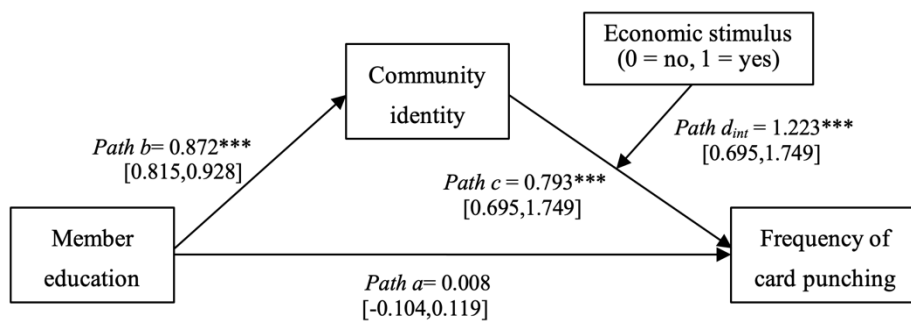 Economic stimulus
(0 = no, 1 = yes)
Community
identity
Path b= 0.872***
[0.815,0.928]
Path d_int = 1.223***
[0.695,1.749]
Path c = 0.793***
[0.695,1.749]
Member
education
Frequency of
card punching
Path a= 0.008
[-0.104,0.119]